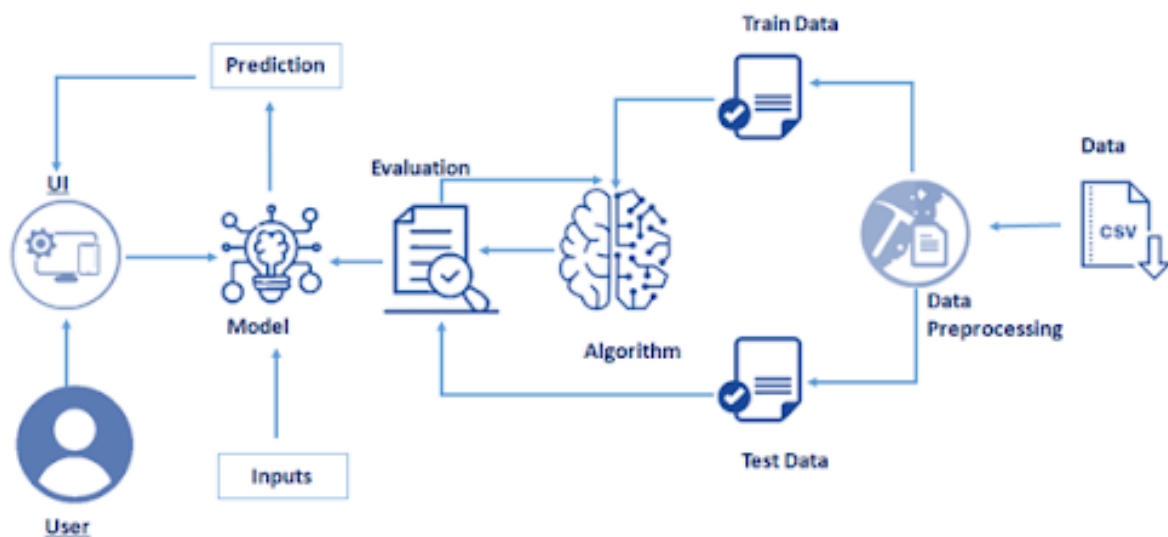 Train Data
Prediction
Data
Evaluation
UI
CSV
Model
Data
Preprocessing
Algorithm
Inputs
Test Data
User